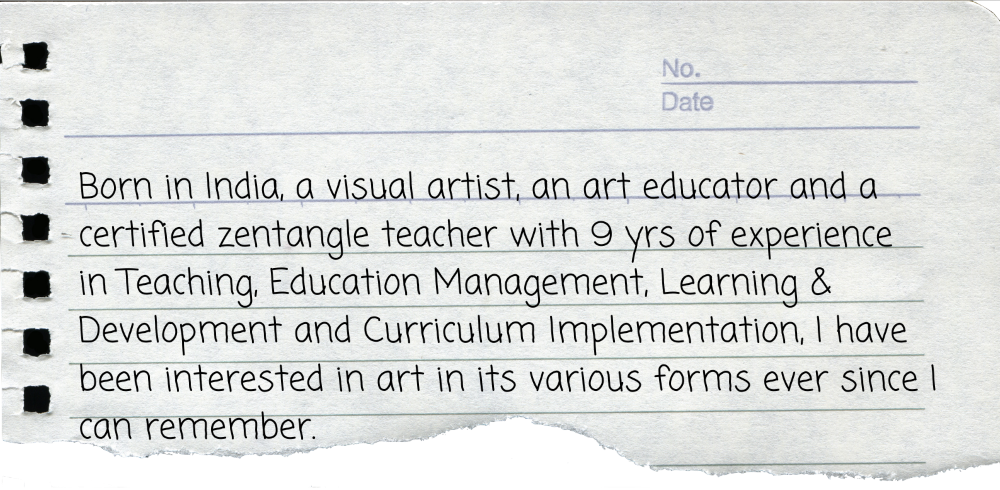 No.
Date
Born in India, a visual artist, an art educator and a
certified zentangle teacher with 9 yrs of experience
in Teaching, Education Management, Learning &
Development and Curriculum Implementation, I have
been interested in art in its various forms ever since I
can remember.